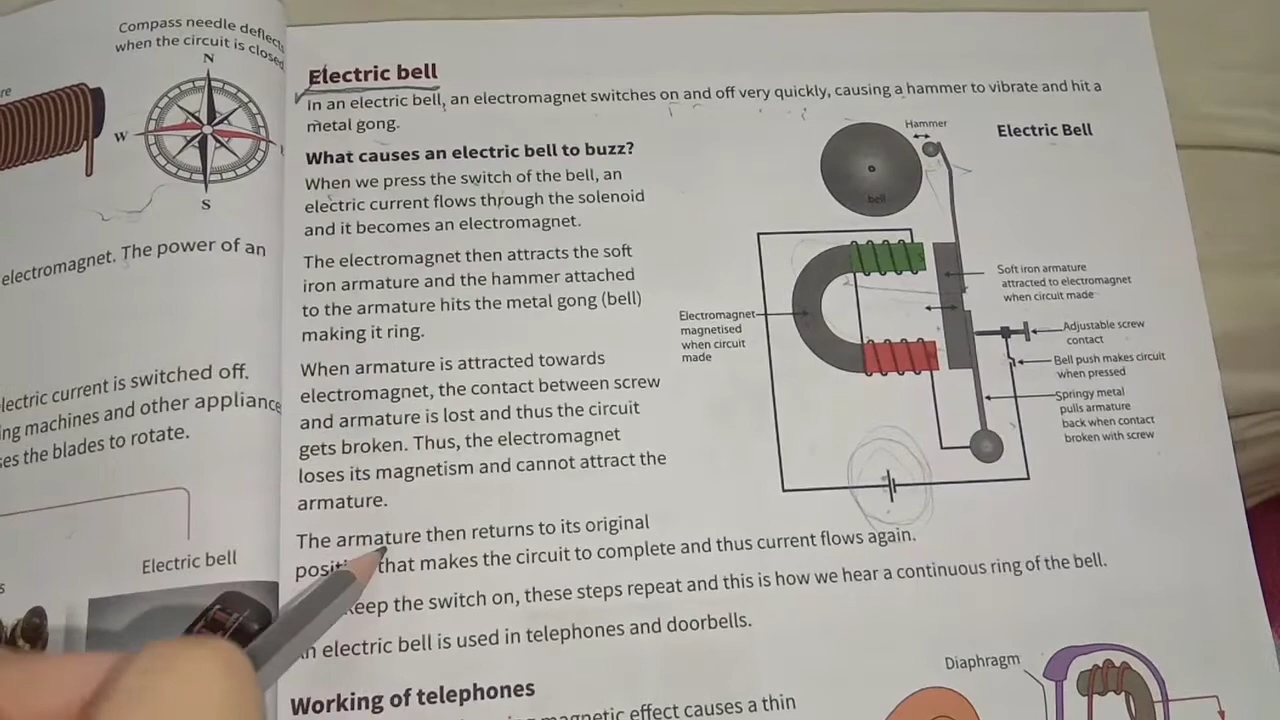 Compass needle deflects
when the circuit is closed
N
W
S
electromagnet. The power of an
lectric current is switched off.
ing machines and other appliance
ses the blades to rotate.
Electric bell
Electric bell
In an electric bell, an electromagnet switches on and off very quickly, causing a hammer to vibrate and hit a
metal gong.
What causes an electric bell to buzz?
When we press the switch of the bell, an
electric current flows through the solenoid
and it becomes an electromagnet.
The electromagnet then attracts the soft
iron armature and the hammer attached
to the armature hits the metal gong (bell)
making it ring.
When armature is attracted towards
electromagnet, the contact between screw
and armature is lost and thus the circuit
gets broken. Thus, the electromagnet
loses its magnetism and cannot attract the
armature.
The armature then returns to its original
that makes the circuit to complete and thus current flows again.
keep the switch on, these steps repeat and this is how we hear a continuous ring of the bell.
An electric bell is used in telephones and doorbells.
Working of telephones
magnetic effect causes a thin
Electric Bell
Hammer
bell
Electromagnet
magnetised
when circuit
made
Soft iron armature
attracted to electromagnet
when circuit made
Adjustable screw
contact
Bell push makes circuit
when pressed
Springy metal
pulls armature
back when contact
broken with screw
Diaphragm